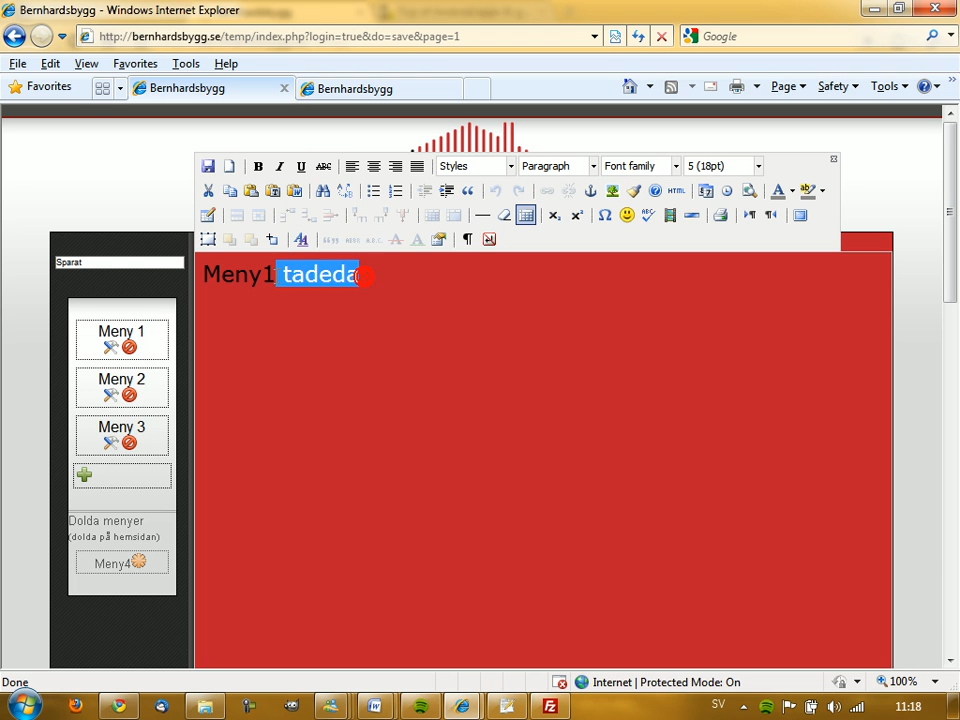 Bernhardsbygg - Windows Internet Explorer
http://bernhardsbygg.se/temp/index.php?login=true&do=save&page=1
Google
File Edit View Favorites Tools Help
Favorites
Bernhardsbygg
Bernhardsbygg
Page Safety Tools
B I U ABC Styles Paragraph Font family 5 (18pt)
HTML
Sparat
Meny1 tadeda
Meny 1
Meny 2
Meny 3
Dolda menyer
(dolda på hemsidan)
Meny4
Done
Internet | Protected Mode: On
100%
SV
11:18